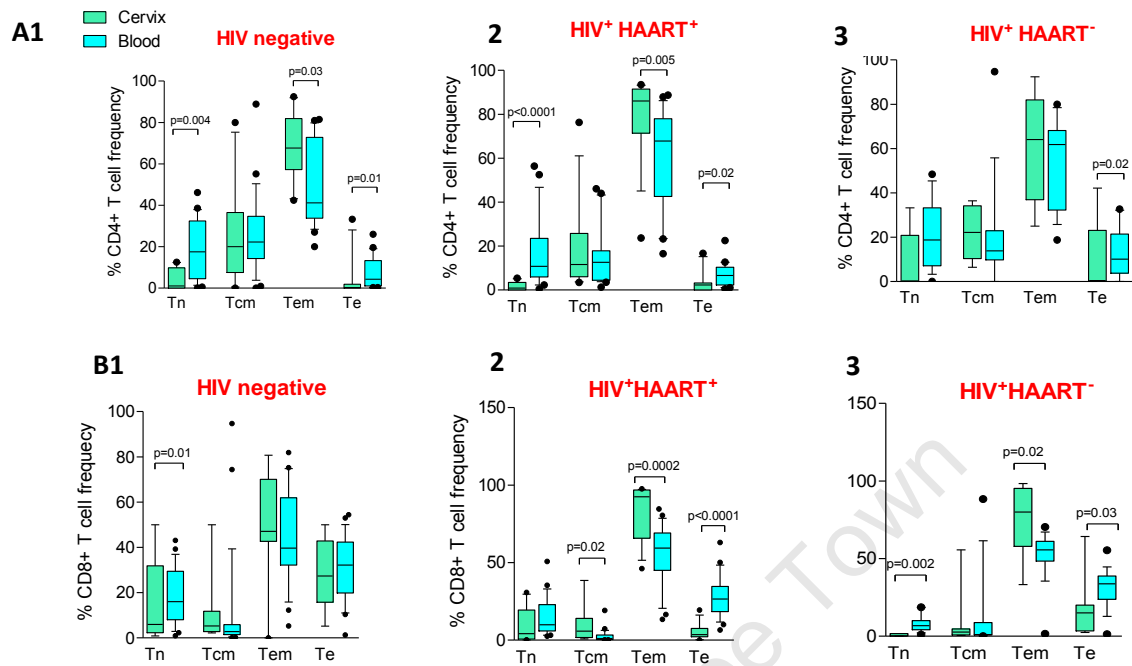 Cervix
Blood
A1
HIV negative
% CD4+ T cell frequency
100
80
60
40
20
0
p=0.004
p=0.03
p=0.01
Tn
Tcm
Tem
Te
2
HIV+ HAART+
% CD4+ T cell frequency
100
80
60
40
20
0
p<0.0001
p=0.005
p=0.02
Tn
Tcm
Tem
Te
3
HIV+ HAART-
% CD4+ T cell frequency
100
80
60
40
20
0
p=0.02
Tn
Tcm
Tem
Te
B1
HIV negative
% CD8+ T cell frequecy
100
80
60
40
20
0
p=0.01
Tn
Tcm
Tem
Te
2
HIV+HAART+
% CD8+ T cell frequency
150
100
50
0
p=0.02
p=0.0002
p<0.0001
Tn
Tcm
Tem
Te
3
HIV+HAART-
% CD8+ T cell frequency
150
100
50
0
p=0.002
p=0.02
p=0.03
Tn
Tcm
Tem
Te
Town